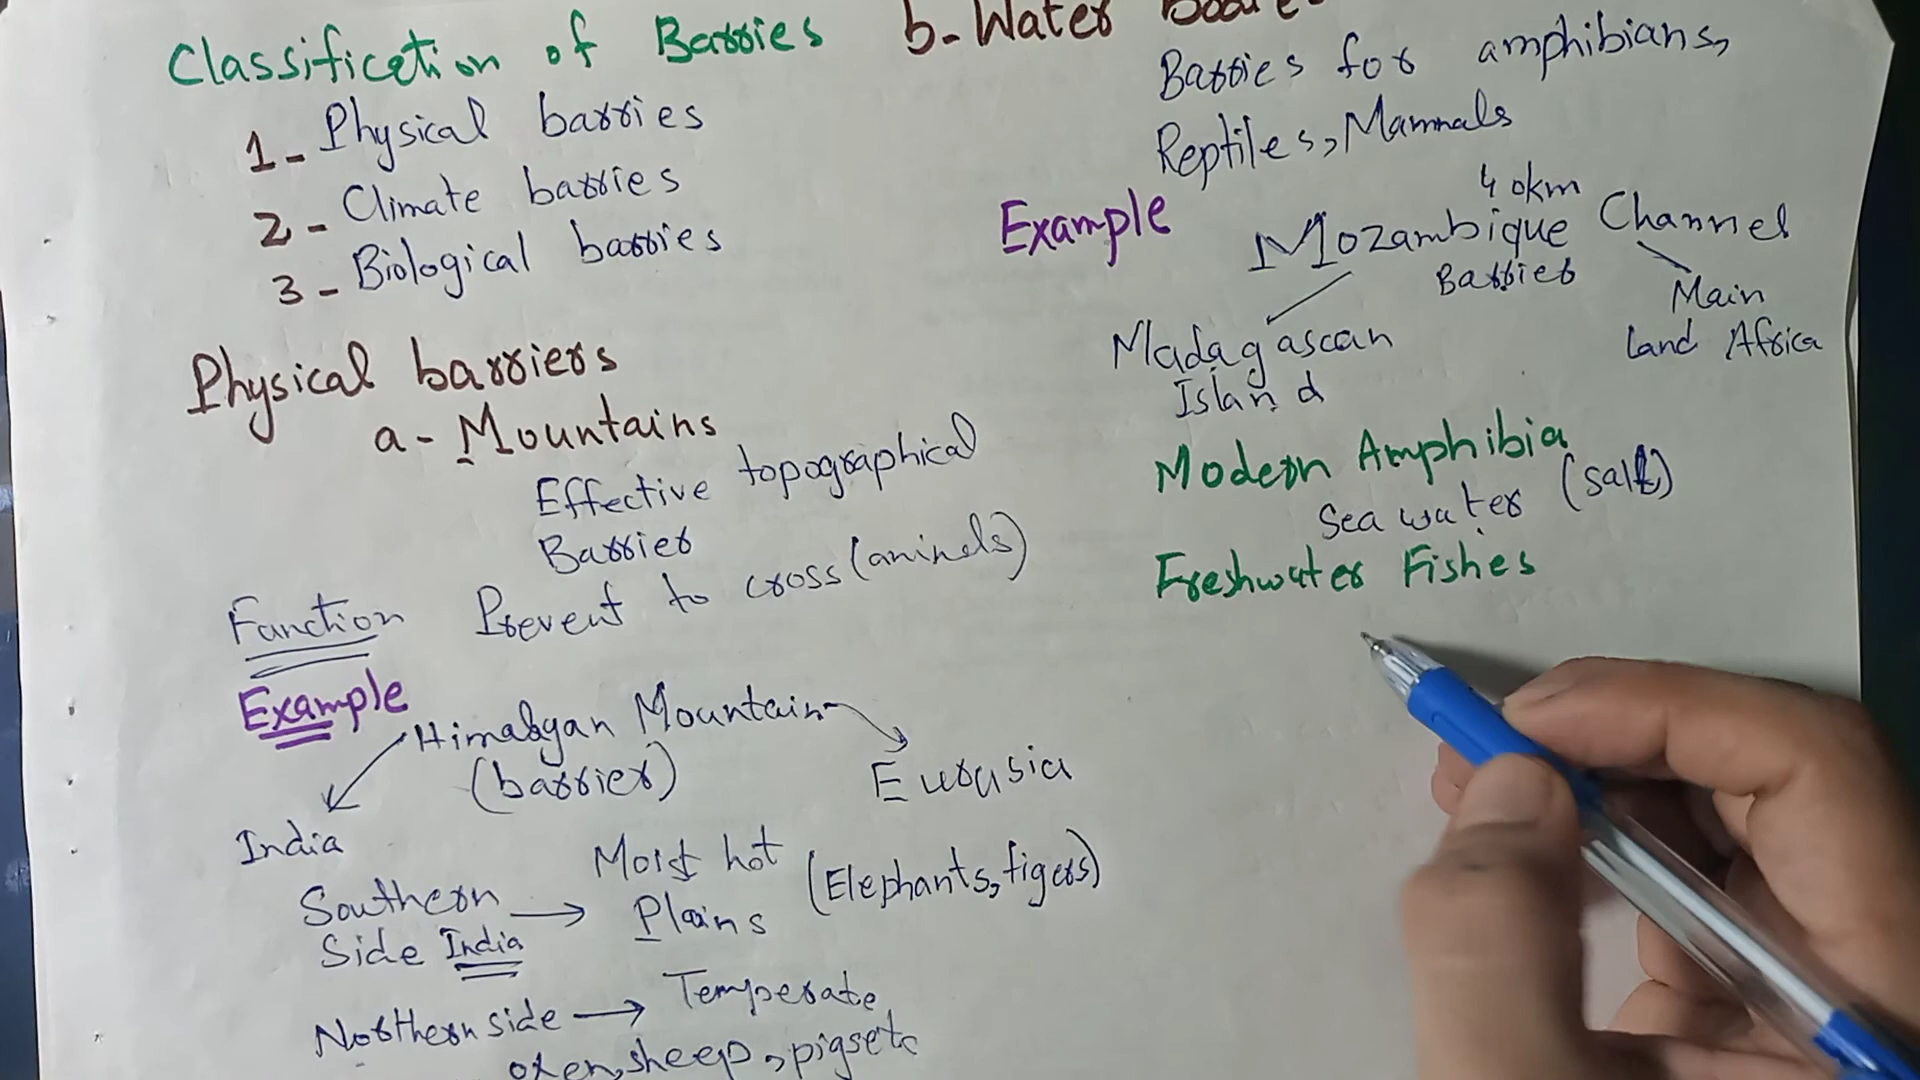 Classification of Barries
1- Physical barries
2- Climate barries
3- Biological barries
Physical barriers
a- Mountains
Effective topographical
Barrier
Function Prevent to cross (aninels)
Example
Himalyan Mountain
(barrier)
Eurasia
India
Southern
Side India
Moist hot
Plains
(Elephants, tigers)
Northern side
Temperate
oxen, sheep, pigsetc
b- Water
Barries for amphibians,
Reptiles, Mammals
Example
40km
Mozambique Channel
Barrier
Main
land Africa
Madagascan
Island
Modern Amphibia
Sea water (salt)
Freshwater Fishes